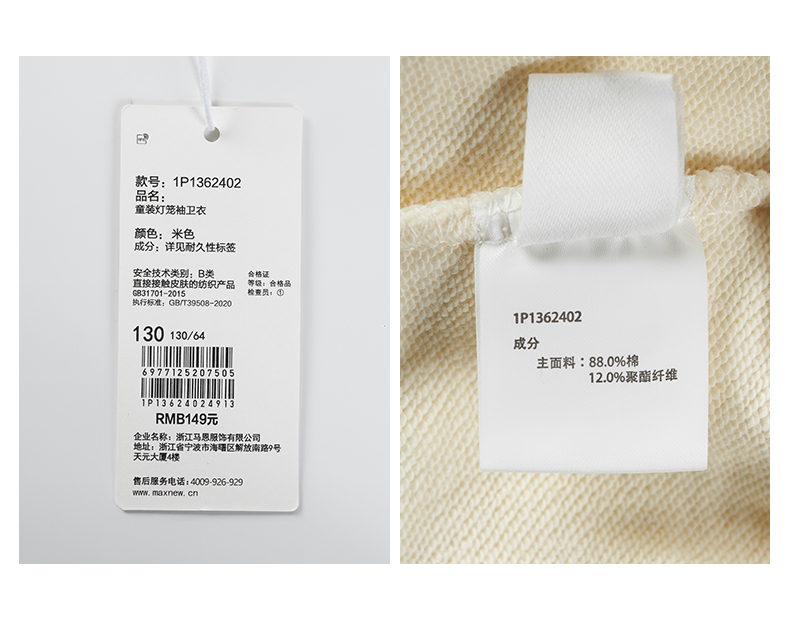 款号：1P1362402
品名：
童装灯笼袖卫衣
颜色：米色
成分：详见耐久性标签
安全技术类别：B类
直接接触皮肤的纺织产品
GB31701-2015
执行标准：GB/T39508-2020
合格证
等级：合格品
检查员：①
130 130/64
6977125207505
1P13624024913
RMB149元
企业名称：浙江马恩服饰有限公司
地址：浙江省宁波市海曙区解放南路9号
天元大厦4楼
售后服务电话：4009-926-929
www.maxnew.cn
1P1362402
成分
主面料：88.0%棉
12.0%聚酯纤维